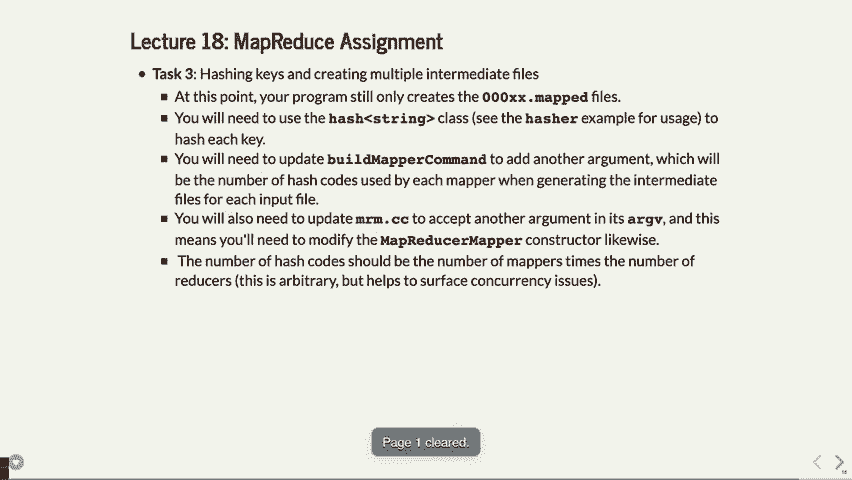 Lecture 18: MapReduce Assignment
• Task 3: Hashing keys and creating multiple intermediate files
▪ At this point, your program still only creates the 000xx.mapped files.
▪ You will need to use the hash<string> class (see the hasher example for usage) to
hash each key.
▪ You will need to update buildMapperCommand to add another argument, which will
be the number of hash codes used by each mapper when generating the intermediate
files for each input file.
▪ You will also need to update mrm.cc to accept another argument in its argv, and this
means you'll need to modify the MapReducerMapper constructor likewise.
▪ The number of hash codes should be the number of mappers times the number of
reducers (this is arbitrary, but helps to surface concurrency issues).
Page 1 cleared.